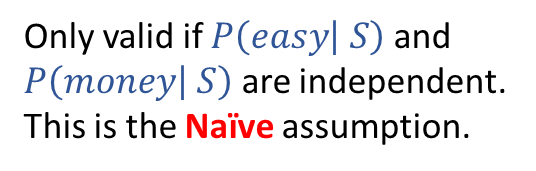 Only valid if P(easy| S) and
P(money| S) are independent.
This is the Naïve assumption.